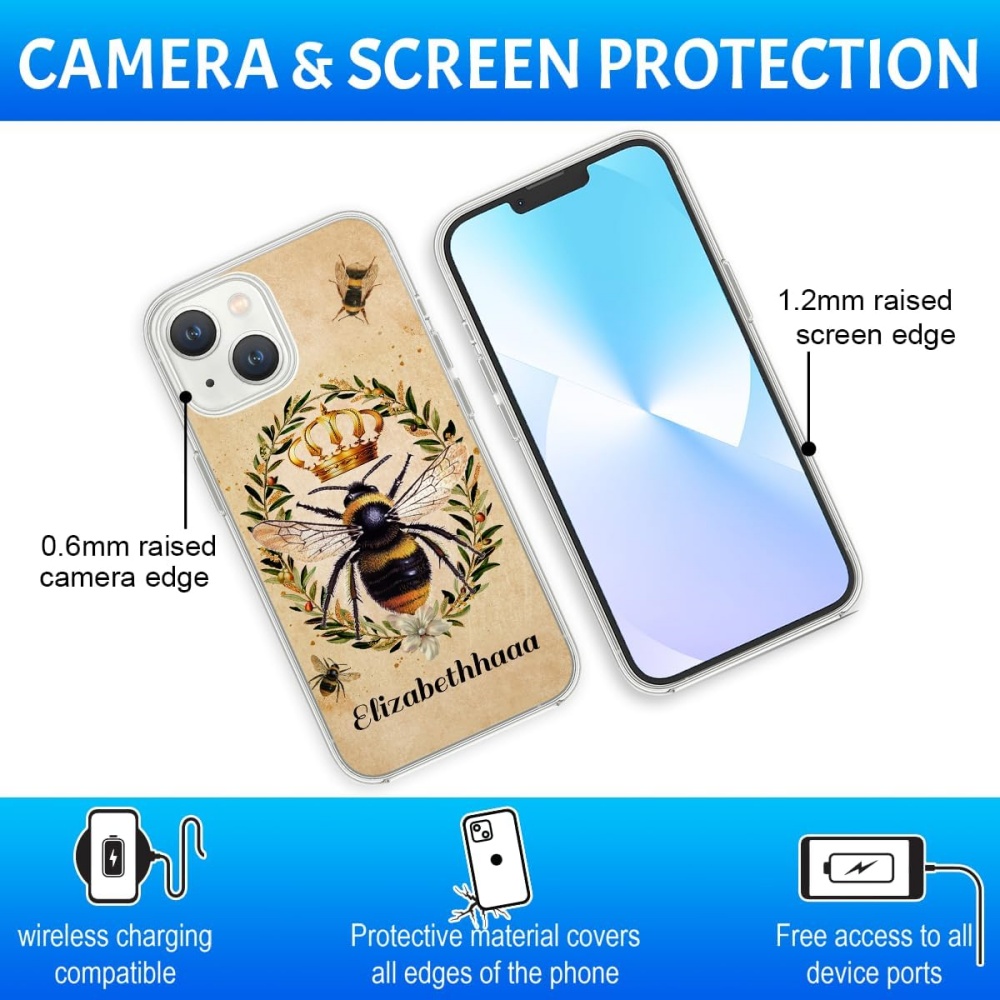 CAMERA & SCREEN PROTECTION
1.2mm raised
screen edge
0.6mm raised
camera edge
Elizabethhaaa
wireless charging
compatible
Protective material covers
all edges of the phone
Free access to all
device ports